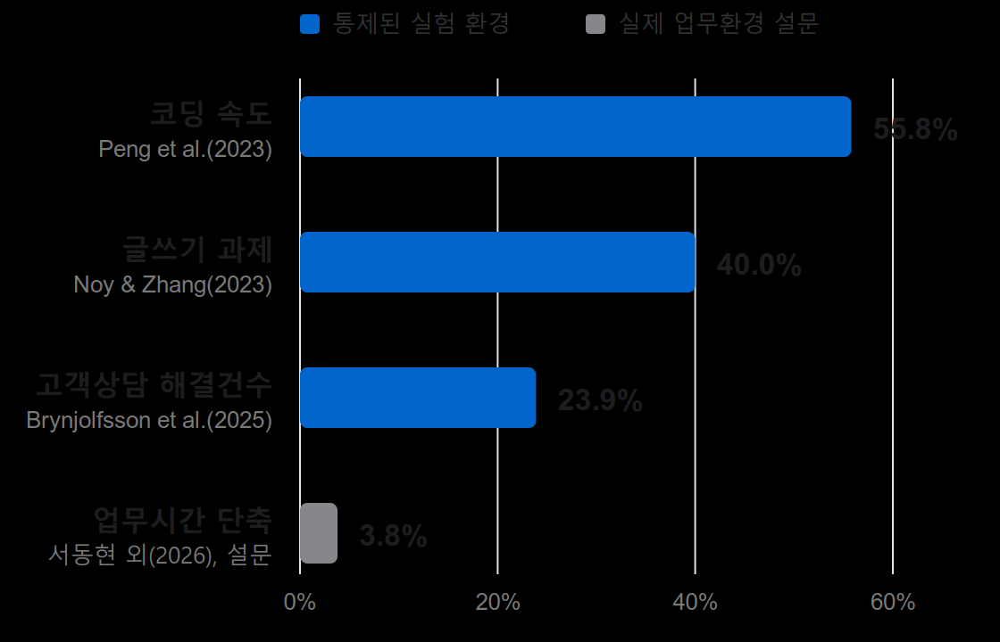 통제된 실험 환경
실제 업무환경 설문
코딩 속도
Peng et al.(2023)
55.8%
글쓰기 과제
Noy & Zhang(2023)
40.0%
고객상담 해결건수
Brynjolfsson et al.(2025)
23.9%
업무시간 단축
서동현 외(2026), 설문
3.8%
0%
20%
40%
60%